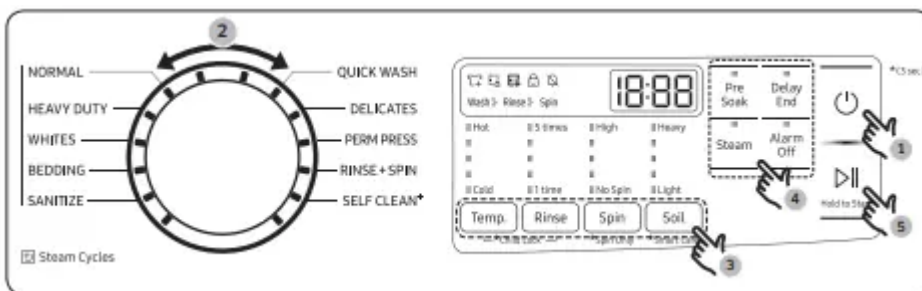 2
NORMAL
HEAVY DUTY
WHITES
BEDDING
SANITIZE
QUICK WASH
DELICATES
PERM PRESS
RINSE + SPIN
SELF CLEAN+
Steam Cycles
Wash Rinse Spin
18:88
Hot 5 times High Heavy
Cold 1 time No Spin Light
Temp. Rinse Spin Soil
Child Lock
3
Pre Soak
Delay End
Steam
Alarm Off
4
1
Hold to
5